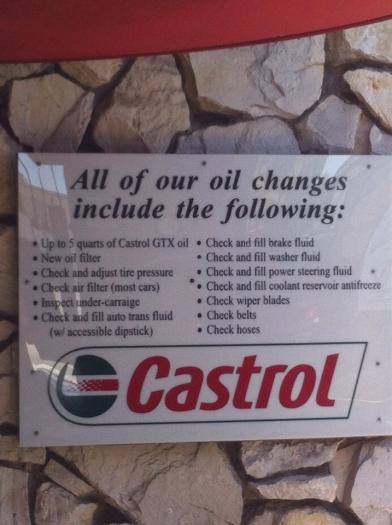 All of our oil changes
include the following:
• Up to 5 quarts of Castrol GTX oil
• New oil filter
• Check and adjust tire pressure
• Check air filter (most cars)
• Inspect under-carraige
• Check and fill auto trans fluid
(w/ accessible dipstick)
• Check and fill brake fluid
• Check and fill washer fluid
• Check and fill power steering fluid
• Check and fill coolant reservoir antifreeze
• Check wiper blades
• Check belts
• Check hoses
Castrol